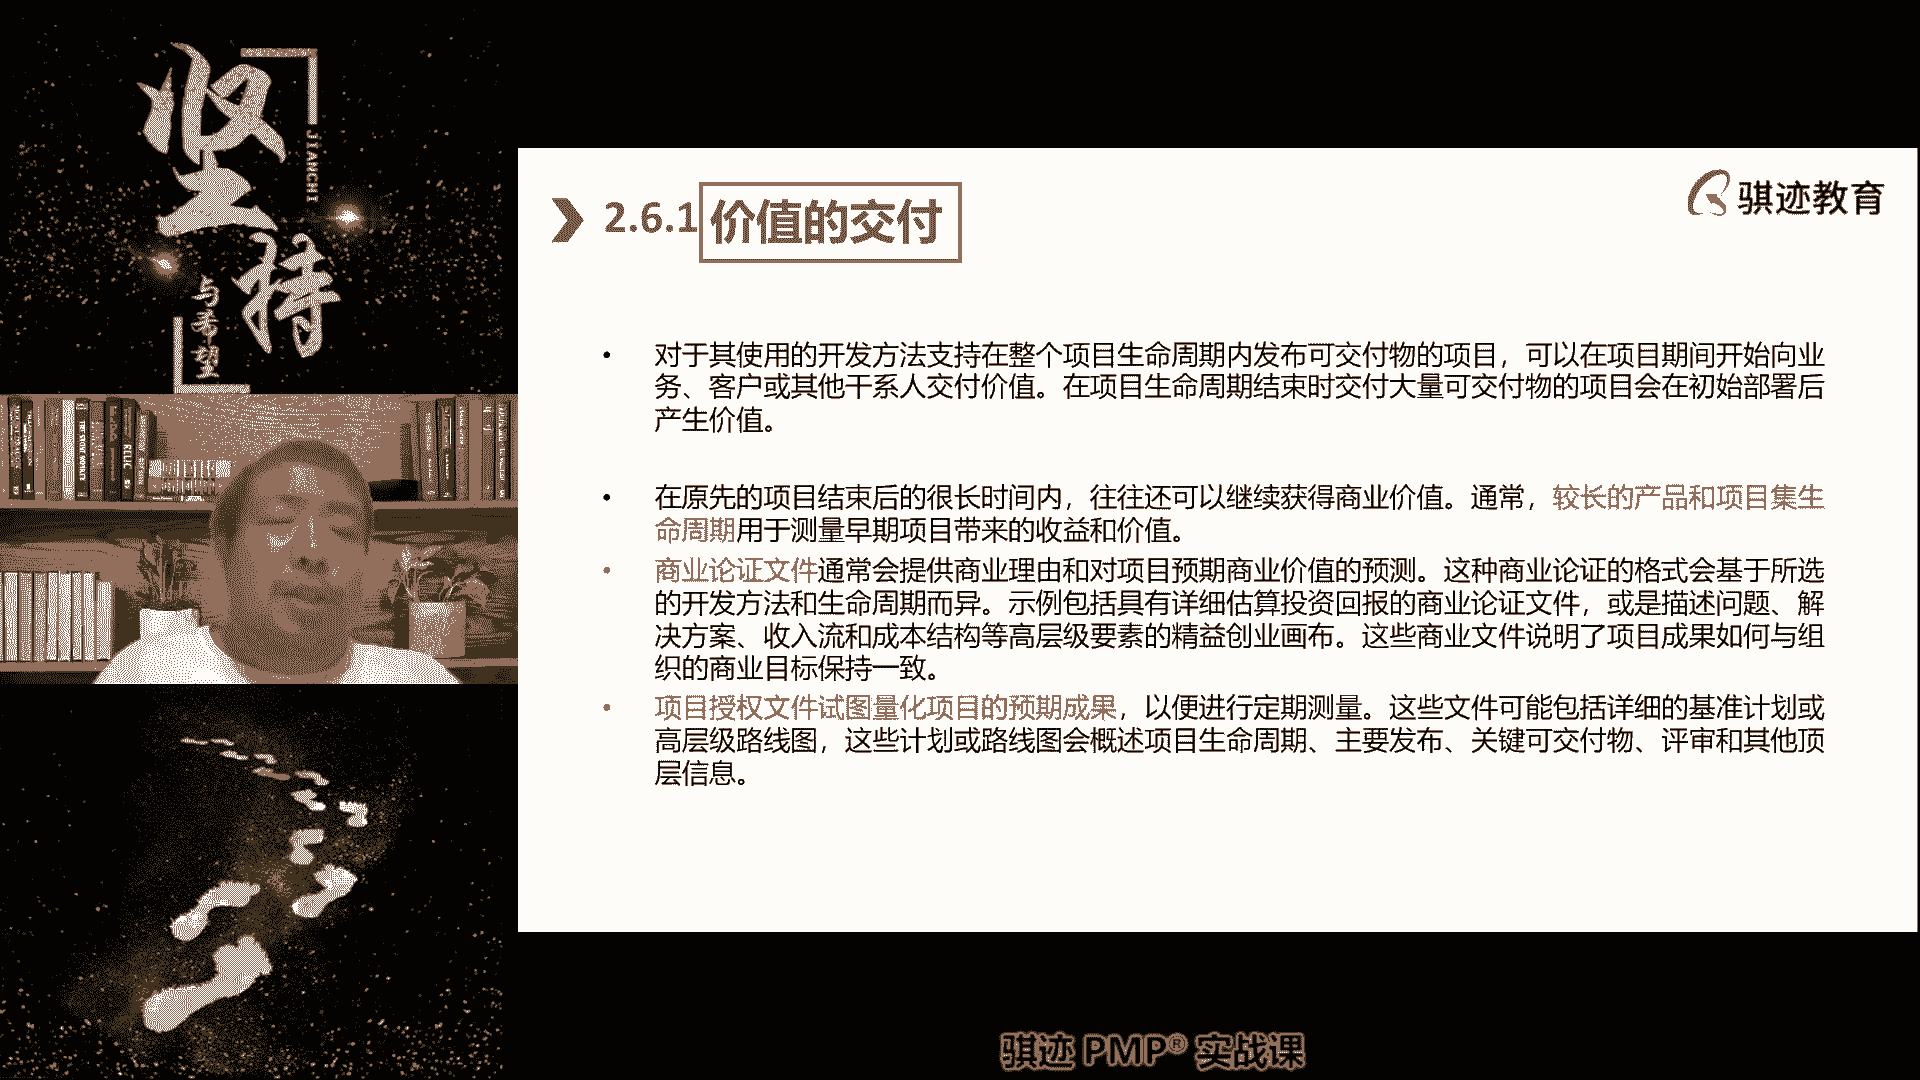 坚持
JIANCHI
与希望
骐迹教育
2.6.1价值的交付
• 对于其使用的开发方法支持在整个项目生命周期内发布可交付物的项目，可以在项目期间开始向业
务、客户或其他干系人交付价值。在项目生命周期结束时交付大量可交付物的项目会在初始部署后
产生价值。
• 在原先的项目结束后的很长时间内，往往还可以继续获得商业价值。通常，较长的产品和项目集生
命周期用于测量早期项目带来的收益和价值。
• 商业论证文件通常会提供商业理由和对项目预期商业价值的预测。这种商业论证的格式会基于所选
的开发方法和生命周期而异。示例包括具有详细估算投资回报的商业论证文件，或是描述问题、解
决方案、收入流和成本结构等高层级要素的精益创业画布。这些商业文件说明了项目成果如何与组
织的商业目标保持一致。
• 项目授权文件试图量化项目的预期成果，以便进行定期测量。这些文件可能包括详细的基准计划或
高层级路线图，这些计划或路线图会概述项目生命周期、主要发布、关键可交付物、评审和其他顶
层信息。
骐迹 PMP® 实战课